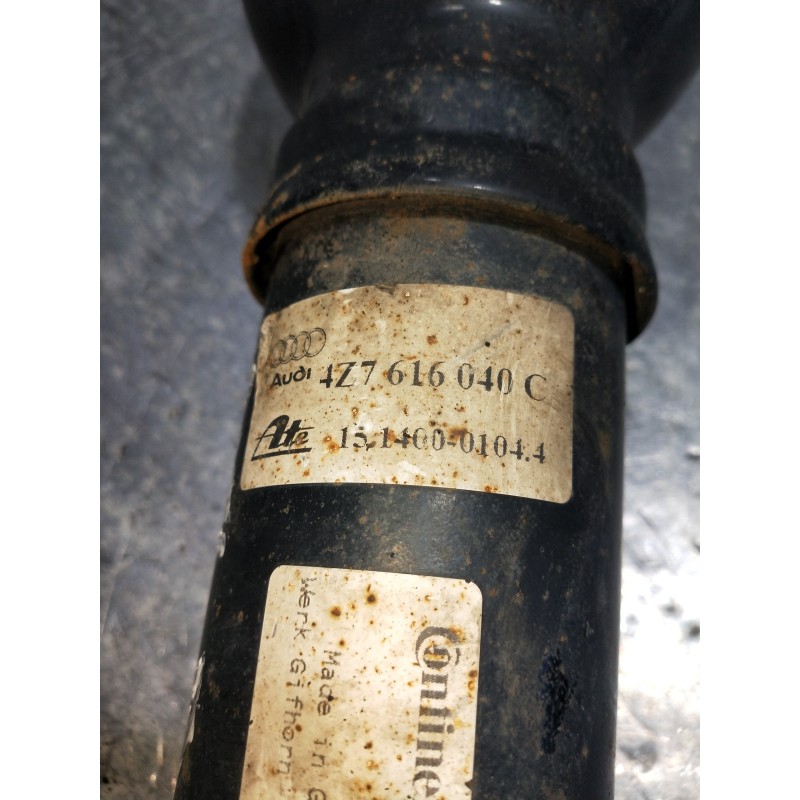 Audi 4Z7 616 040 C
Ate 15.1400-0104.4
Contine
Made in G
Werk Gifhorn